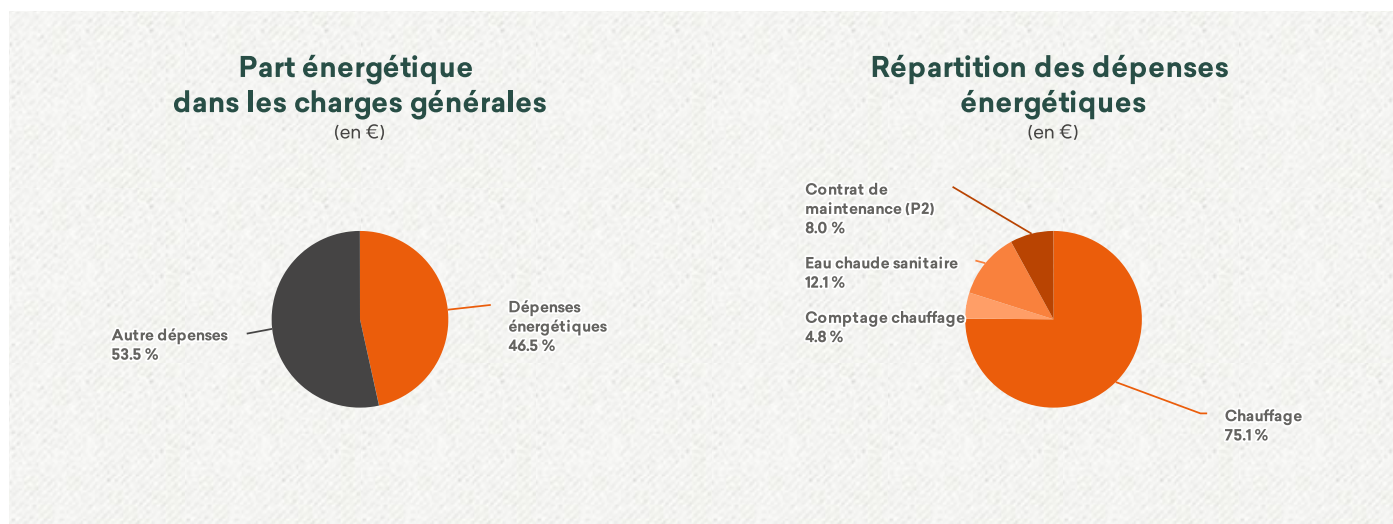 Part énergétique
dans les charges générales
(en €)
Autre dépenses
53.5 %
Dépenses
énergétiques
46.5 %
Répartition des dépenses
énergétiques
(en €)
Contrat de
maintenance (P2)
8.0 %
Eau chaude sanitaire
12.1 %
Comptage chauffage
4.8 %
Chauffage
75.1 %